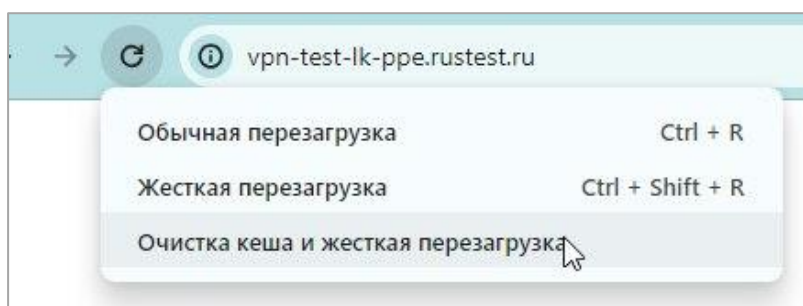 vpn-test-lk-ppe.rustest.ru
Обычная перезагрузка Ctrl + R
Жесткая перезагрузка Ctrl + Shift + R
Очистка кеша и жесткая перезагрузка